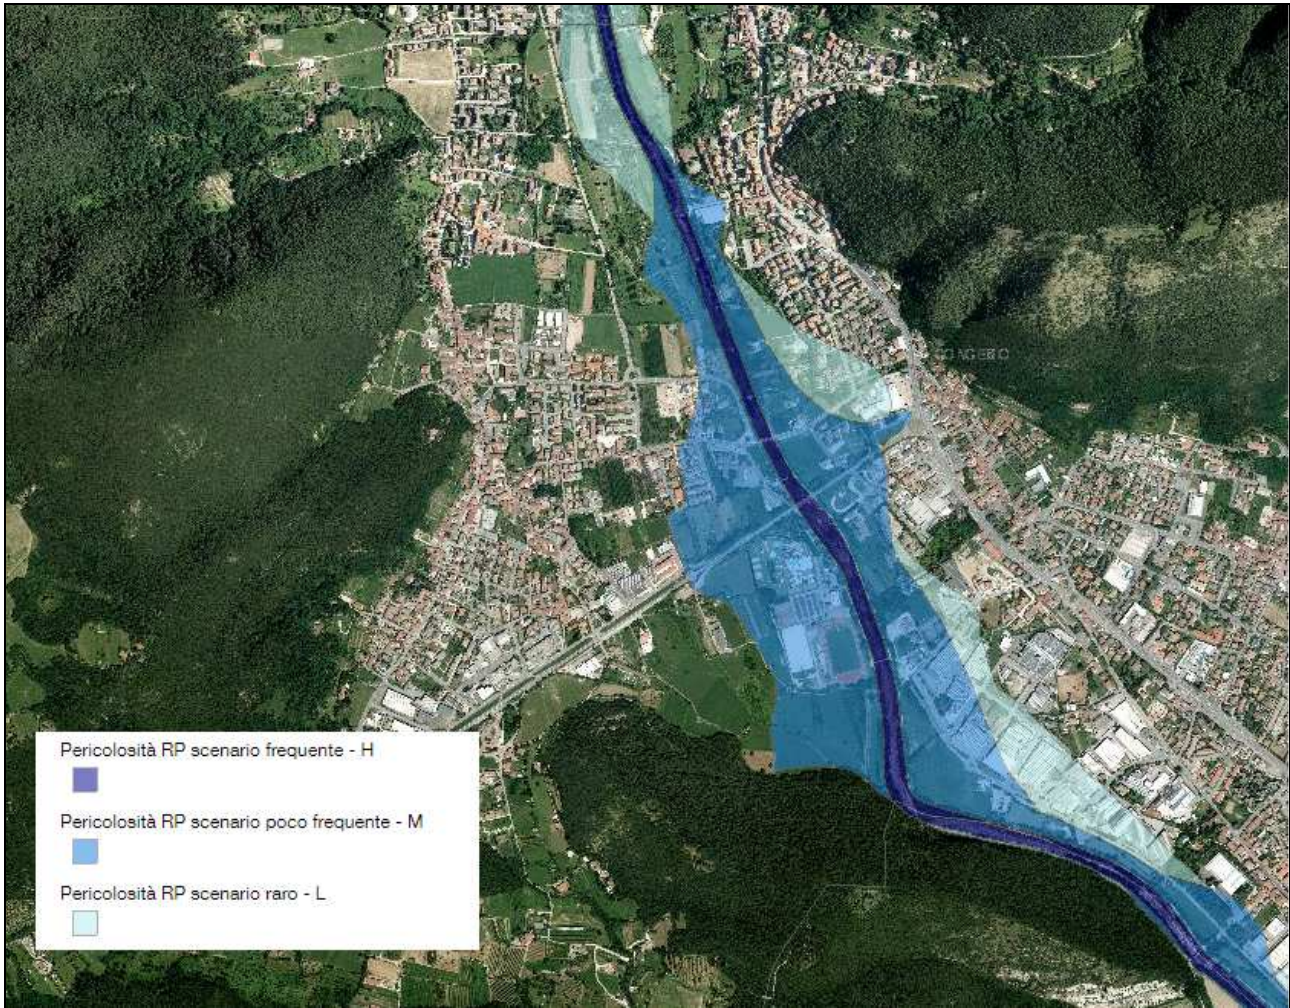 Pericolosità RP scenario frequente - H
Pericolosità RP scenario poco frequente - M
Pericolosità RP scenario raro - L